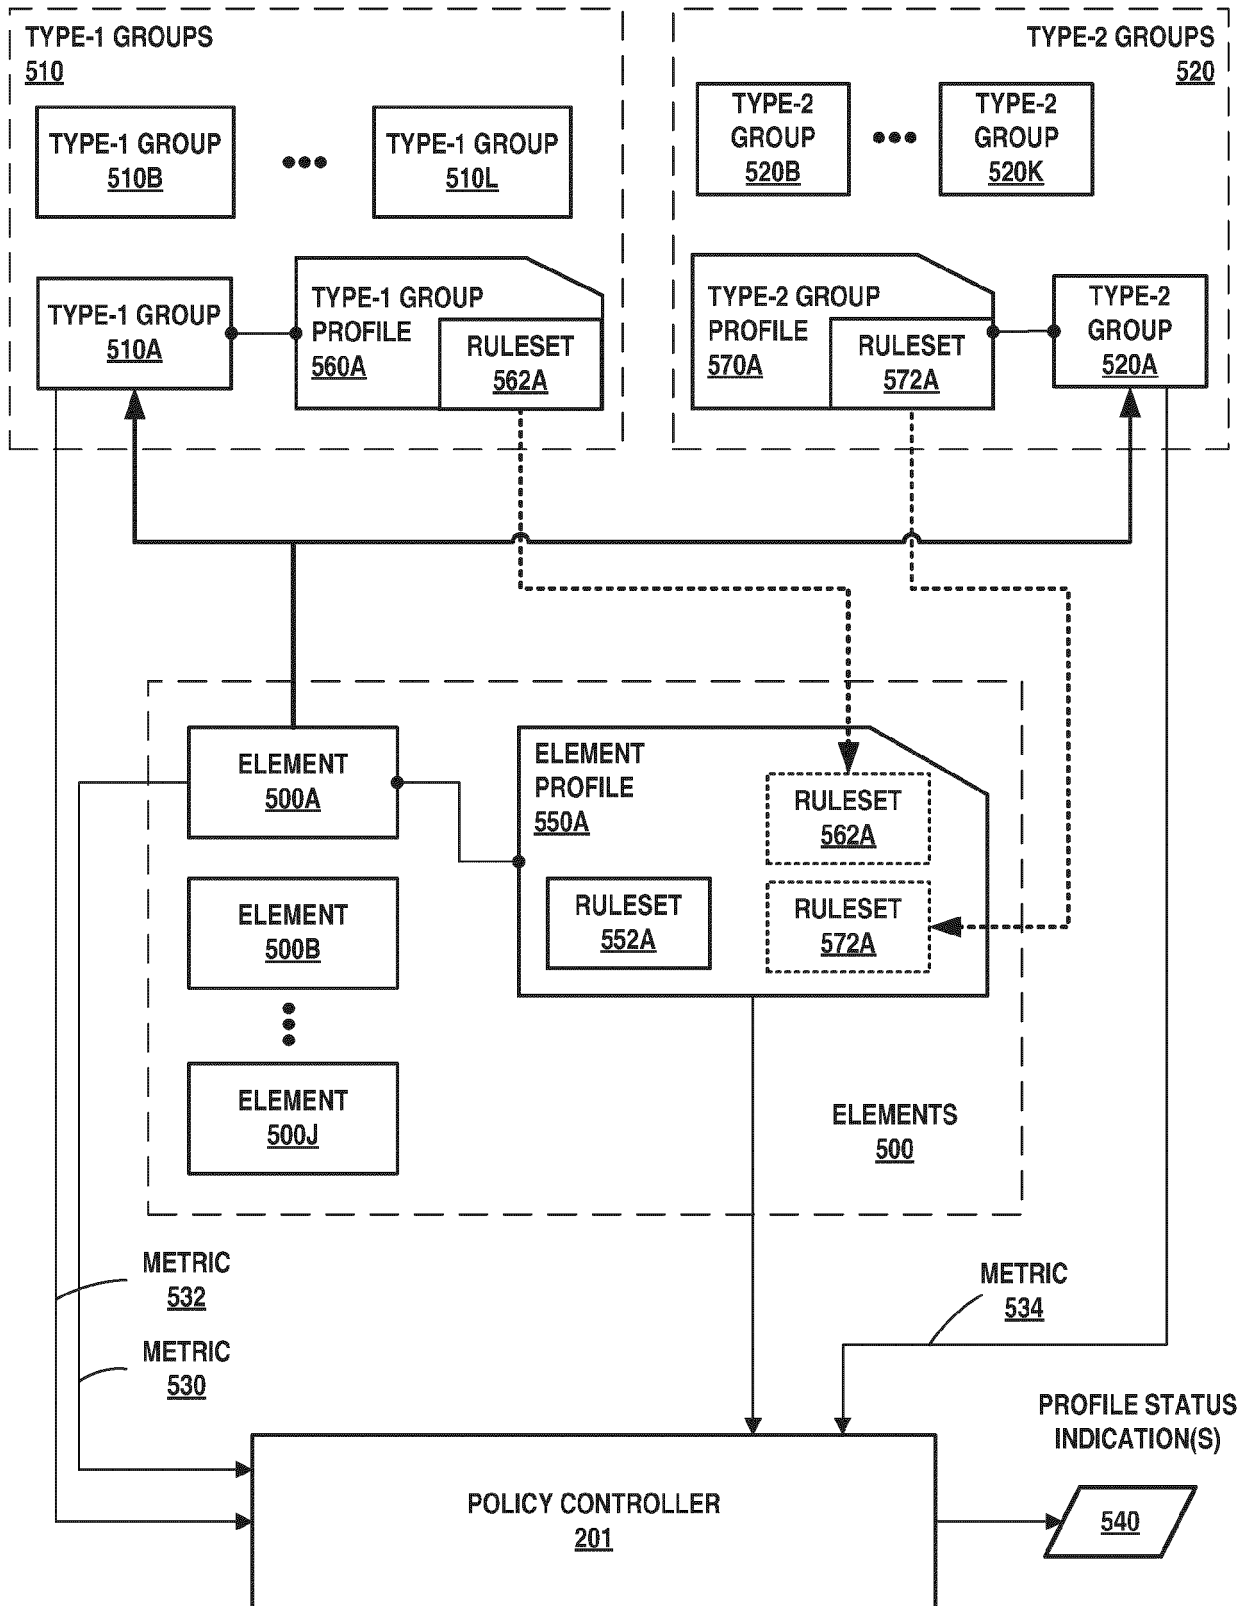 TYPE-1 GROUPS
510
TYPE-2 GROUPS
520
TYPE-1 GROUP
510B
TYPE-1 GROUP
510L
TYPE-2
GROUP
520B
TYPE-2
GROUP
520K
TYPE-1 GROUP
510A
TYPE-1 GROUP
PROFILE
560A
RULESET
562A
TYPE-2 GROUP
PROFILE
570A
RULESET
572A
TYPE-2
GROUP
520A
ELEMENT
500A
ELEMENT
PROFILE
550A
RULESET
562A
RULESET
552A
RULESET
572A
ELEMENT
500B
ELEMENT
500J
ELEMENTS
500
METRIC
532
METRIC
530
METRIC
534
PROFILE STATUS
INDICATION(S)
540
POLICY CONTROLLER
201